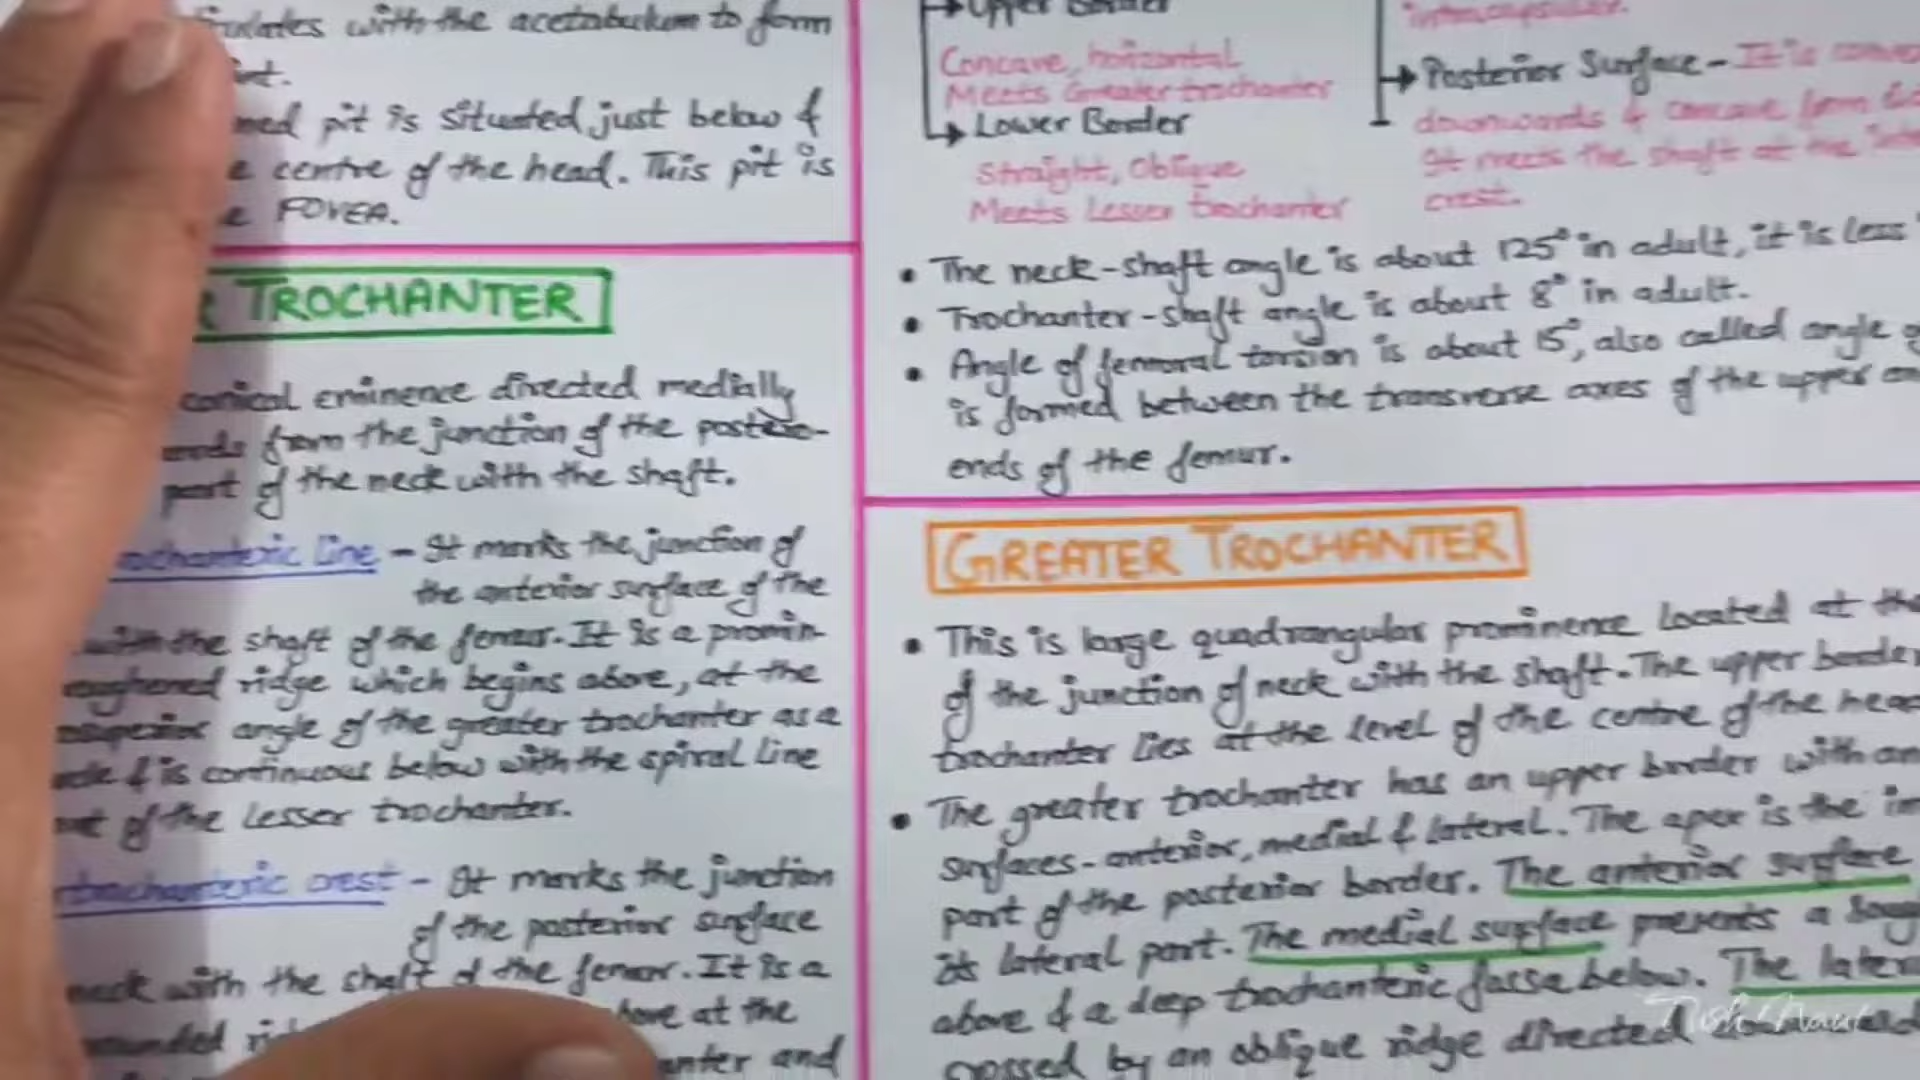 with the acetabulum to form
pit is situated just below &
centre of the head. This pit is
FOVEA.
TROCHANTER
conical eminence directed medially
from the junction of the postero-
part of the neck with the shaft.
line - It marks the junction of
the anterior surface of the
with the shaft of the femur. It is a promin-
ridge which begins above, at the
angle of the greater trochanter as a
& is continuous below with the spiral line
of the lesser trochanter.
crest - It marks the junction
of the posterior surface
neck with the shaft of the femur. It is a
at the
and
Upper Border
Concave, horizontal
Meets Greater trochanter
Lower Border
Straight, Oblique
Meets Lesser trochanter
Posterior Surface - It is
downwards & concave from
It meets the shaft at the
crest.
• The neck-shaft angle is about 125° in adult, it is less
• Trochanter-shaft angle is about 8° in adult.
• Angle of femoral torsion is about 15°, also called angle
is formed between the transverse axes of the upper
ends of the femur.
GREATER TROCHANTER
• This is large quadrangular prominence located at the
of the junction of neck with the shaft. The upper border
trochanter lies at the level of the centre of the head
• The greater trochanter has an upper border with an
surfaces - anterior, medial & lateral. The apex is the
part of the posterior border. The anterior surface
its lateral part. The medial surface presents a
above & a deep trochanteric fossa below. The
crossed by an oblique ridge directed